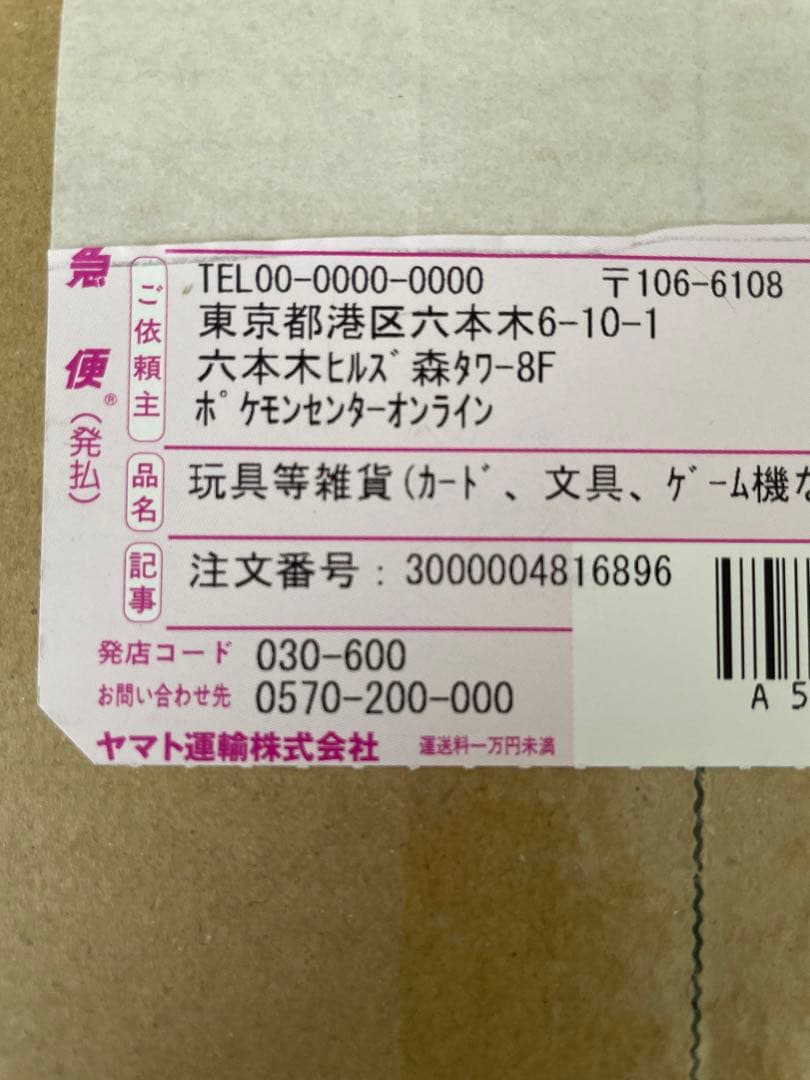 急便®(発払)
ご依頼主
TEL00-0000-0000 〒106-6108
東京都港区六本木6-10-1
六本木ﾋﾙｽﾞ森ﾀﾜｰ8F
ﾎﾟｹﾓﾝｾﾝﾀｰｵﾝﾗｲﾝ
品名 玩具等雑貨(ｶｰﾄﾞ、文具、ｹﾞｰﾑ機な
記事 注文番号:3000004816896
発店コード 030-600
お問い合わせ先 0570-200-000
A 5
ヤマト運輸株式会社 運送料一万円未満